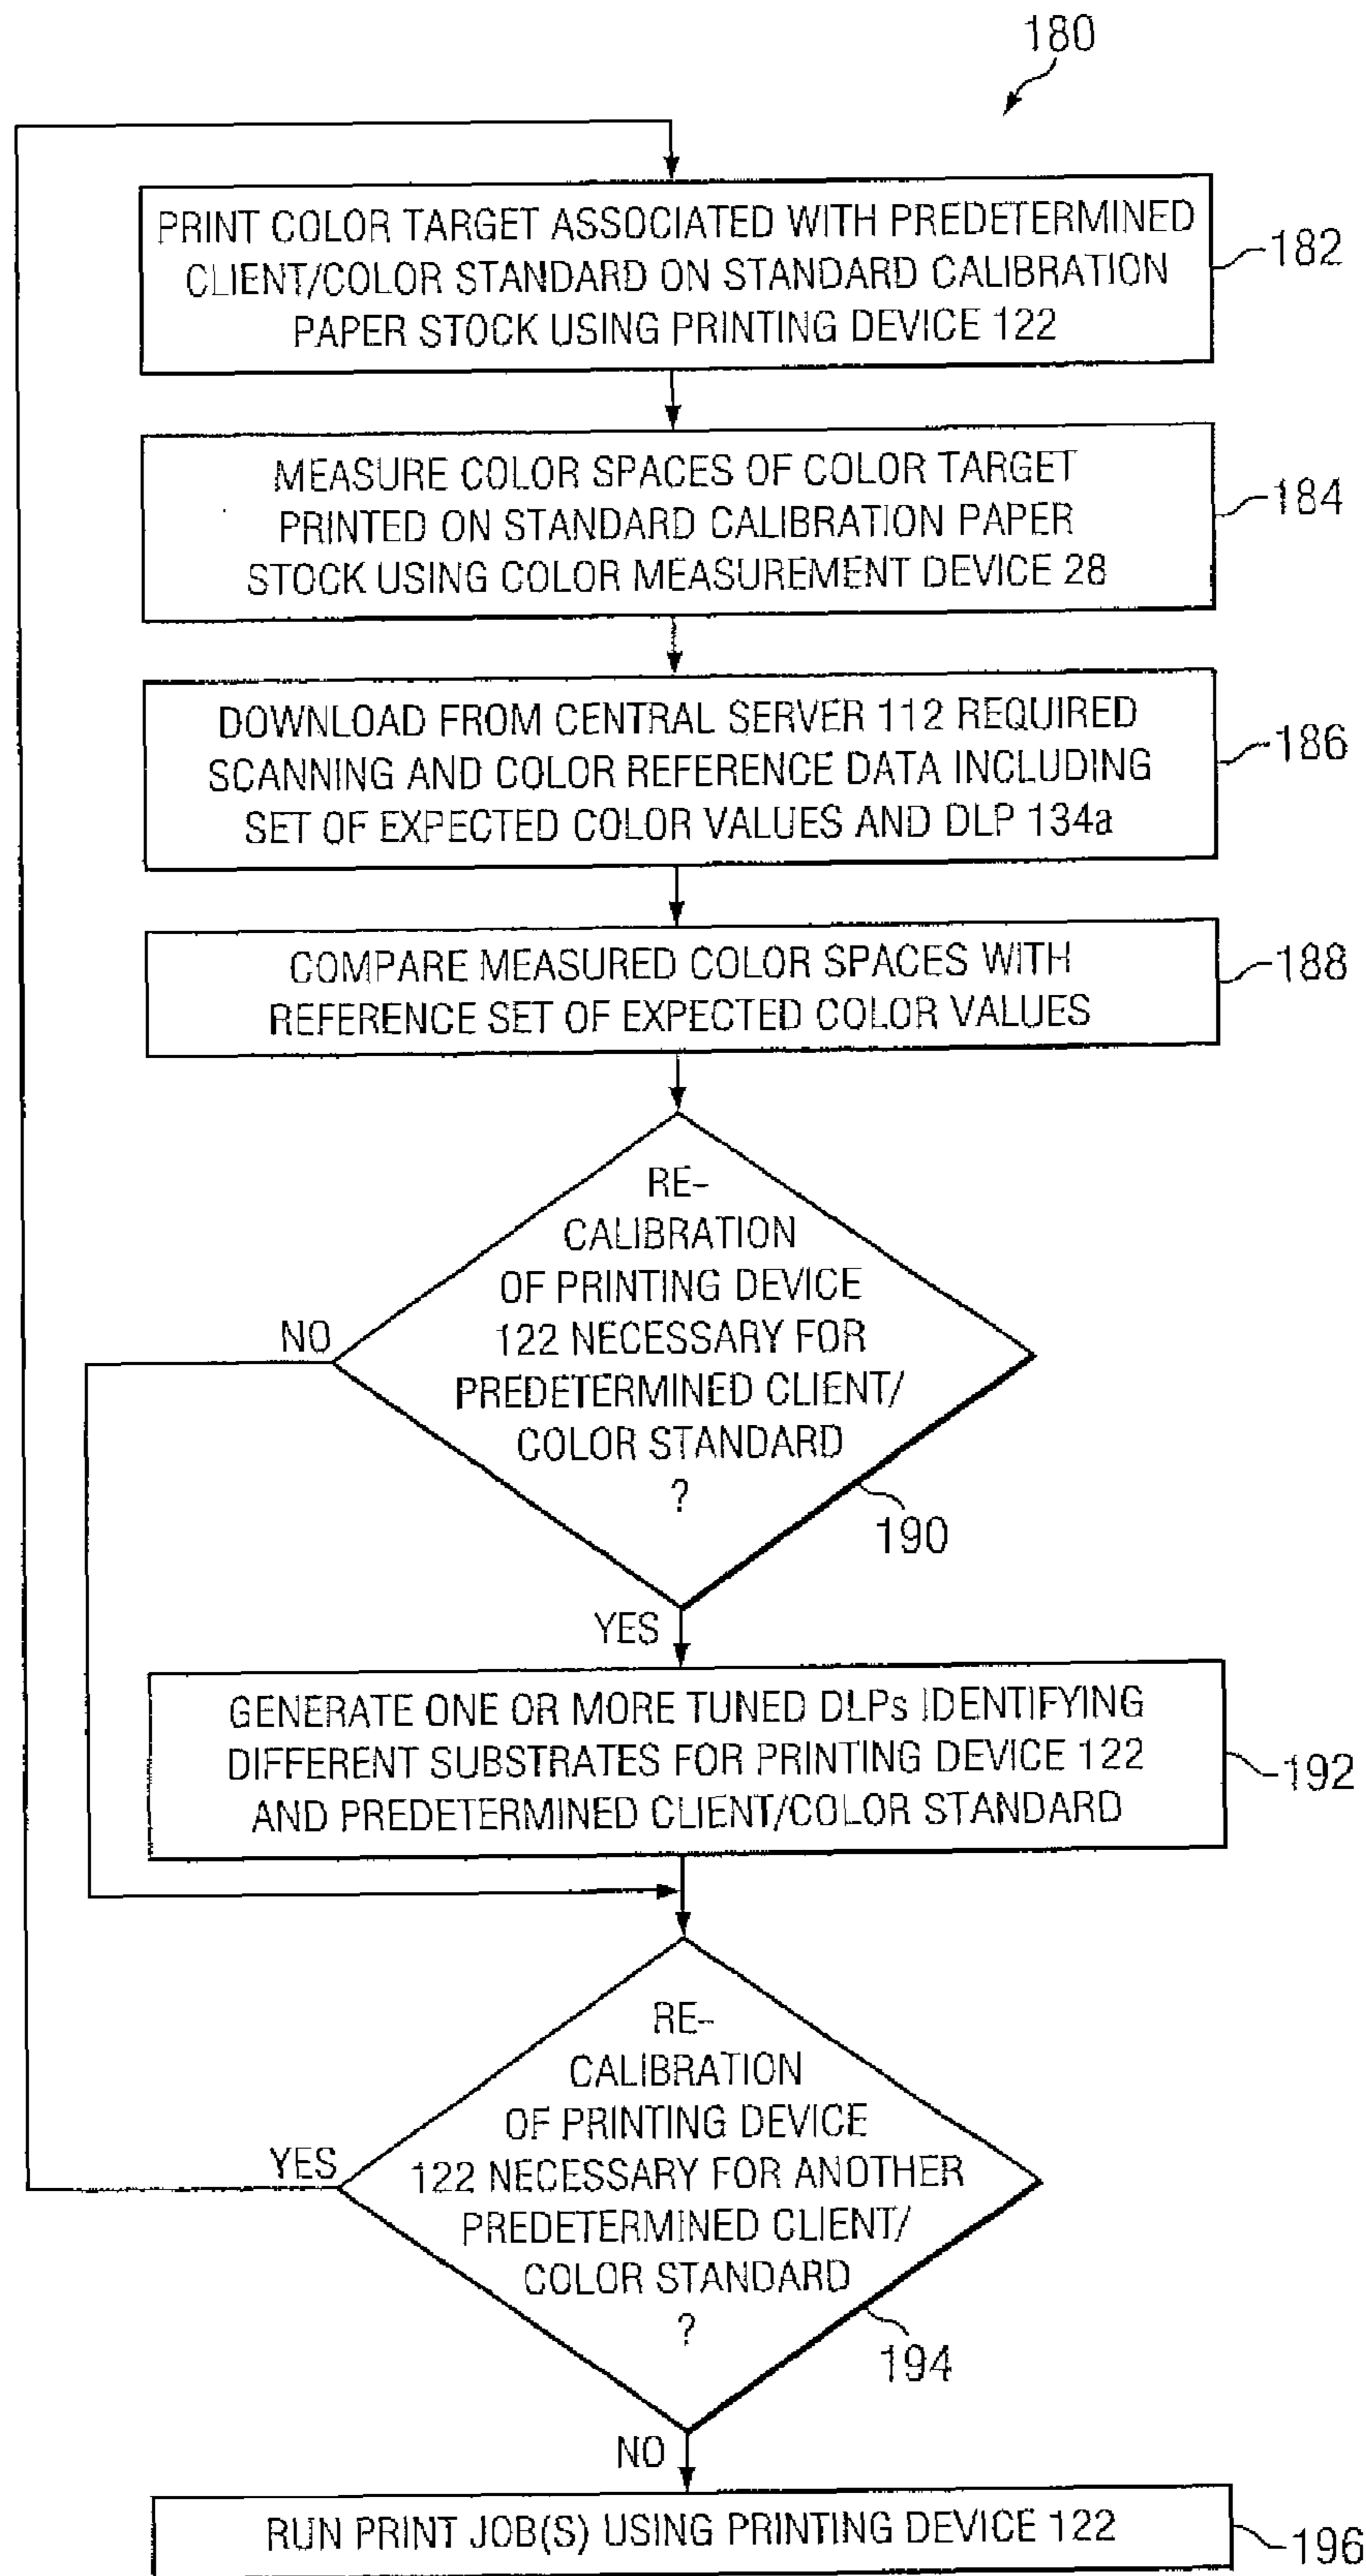 180
PRINT COLOR TARGET ASSOCIATED WITH PREDETERMINED
CLIENT/COLOR STANDARD ON STANDARD CALIBRATION
PAPER STOCK USING PRINTING DEVICE 122
182
MEASURE COLOR SPACES OF COLOR TARGET
PRINTED ON STANDARD CALIBRATION PAPER
STOCK USING COLOR MEASUREMENT DEVICE 28
184
DOWNLOAD FROM CENTRAL SERVER 112 REQUIRED
SCANNING AND COLOR REFERENCE DATA INCLUDING
SET OF EXPECTED COLOR VALUES AND DLP 134a
186
COMPARE MEASURED COLOR SPACES WITH
REFERENCE SET OF EXPECTED COLOR VALUES
188
RE-
CALIBRATION
OF PRINTING DEVICE
122 NECESSARY FOR
PREDETERMINED CLIENT/
COLOR STANDARD
?
NO
190
YES
GENERATE ONE OR MORE TUNED DLPs IDENTIFYING
DIFFERENT SUBSTRATES FOR PRINTING DEVICE 122
AND PREDETERMINED CLIENT/COLOR STANDARD
192
RE-
CALIBRATION
OF PRINTING DEVICE
122 NECESSARY FOR ANOTHER
PREDETERMINED CLIENT/
COLOR STANDARD
?
YES
194
NO
RUN PRINT JOB(S) USING PRINTING DEVICE 122
196